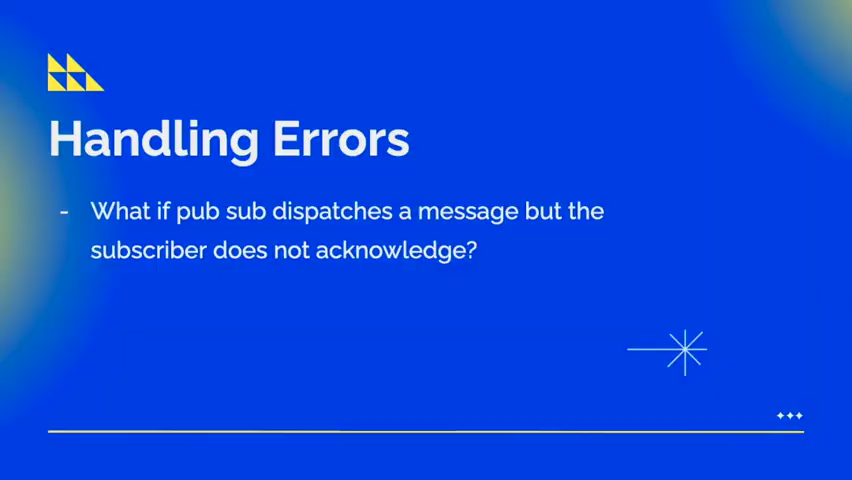 Handling Errors
- What if pub sub dispatches a message but the
subscriber does not acknowledge?